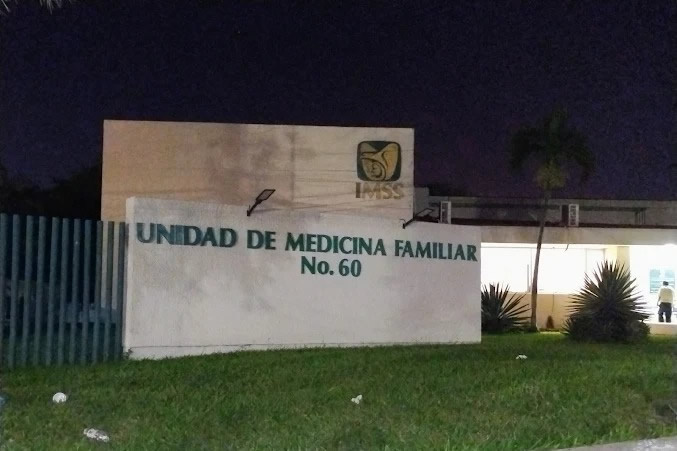 IMSS
UNIDAD DE MEDICINA FAMILIAR
No. 60